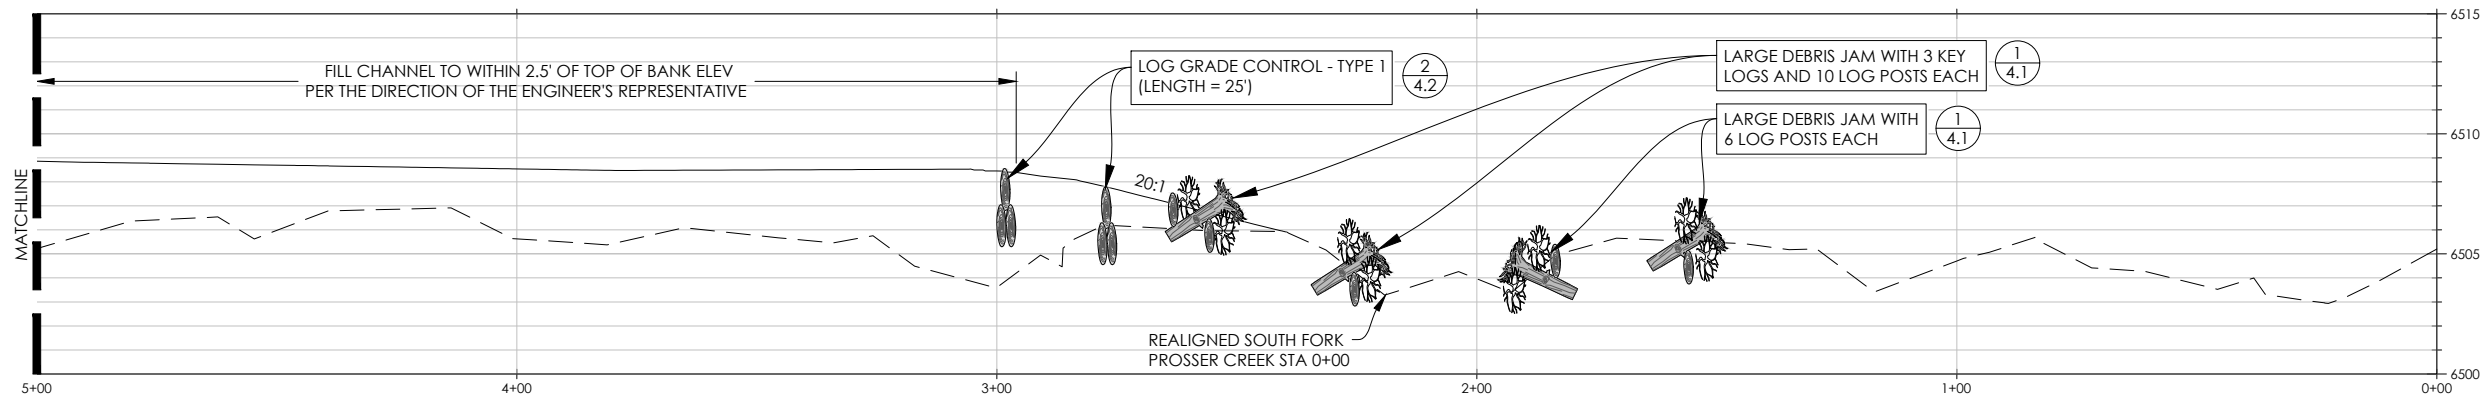 6515
FILL CHANNEL TO WITHIN 2.5' OF TOP OF BANK ELEV
PER THE DIRECTION OF THE ENGINEER'S REPRESENTATIVE
LOG GRADE CONTROL - TYPE 1
(LENGTH = 25')
2
4.2
LARGE DEBRIS JAM WITH 3 KEY
LOGS AND 10 LOG POSTS EACH
1
4.1
LARGE DEBRIS JAM WITH
6 LOG POSTS EACH
1
4.1
6510
MATCHLINE
20:1
6505
REALIGNED SOUTH FORK
PROSSER CREEK STA 0+00
6500
5+00 4+00 3+00 2+00 1+00 0+00